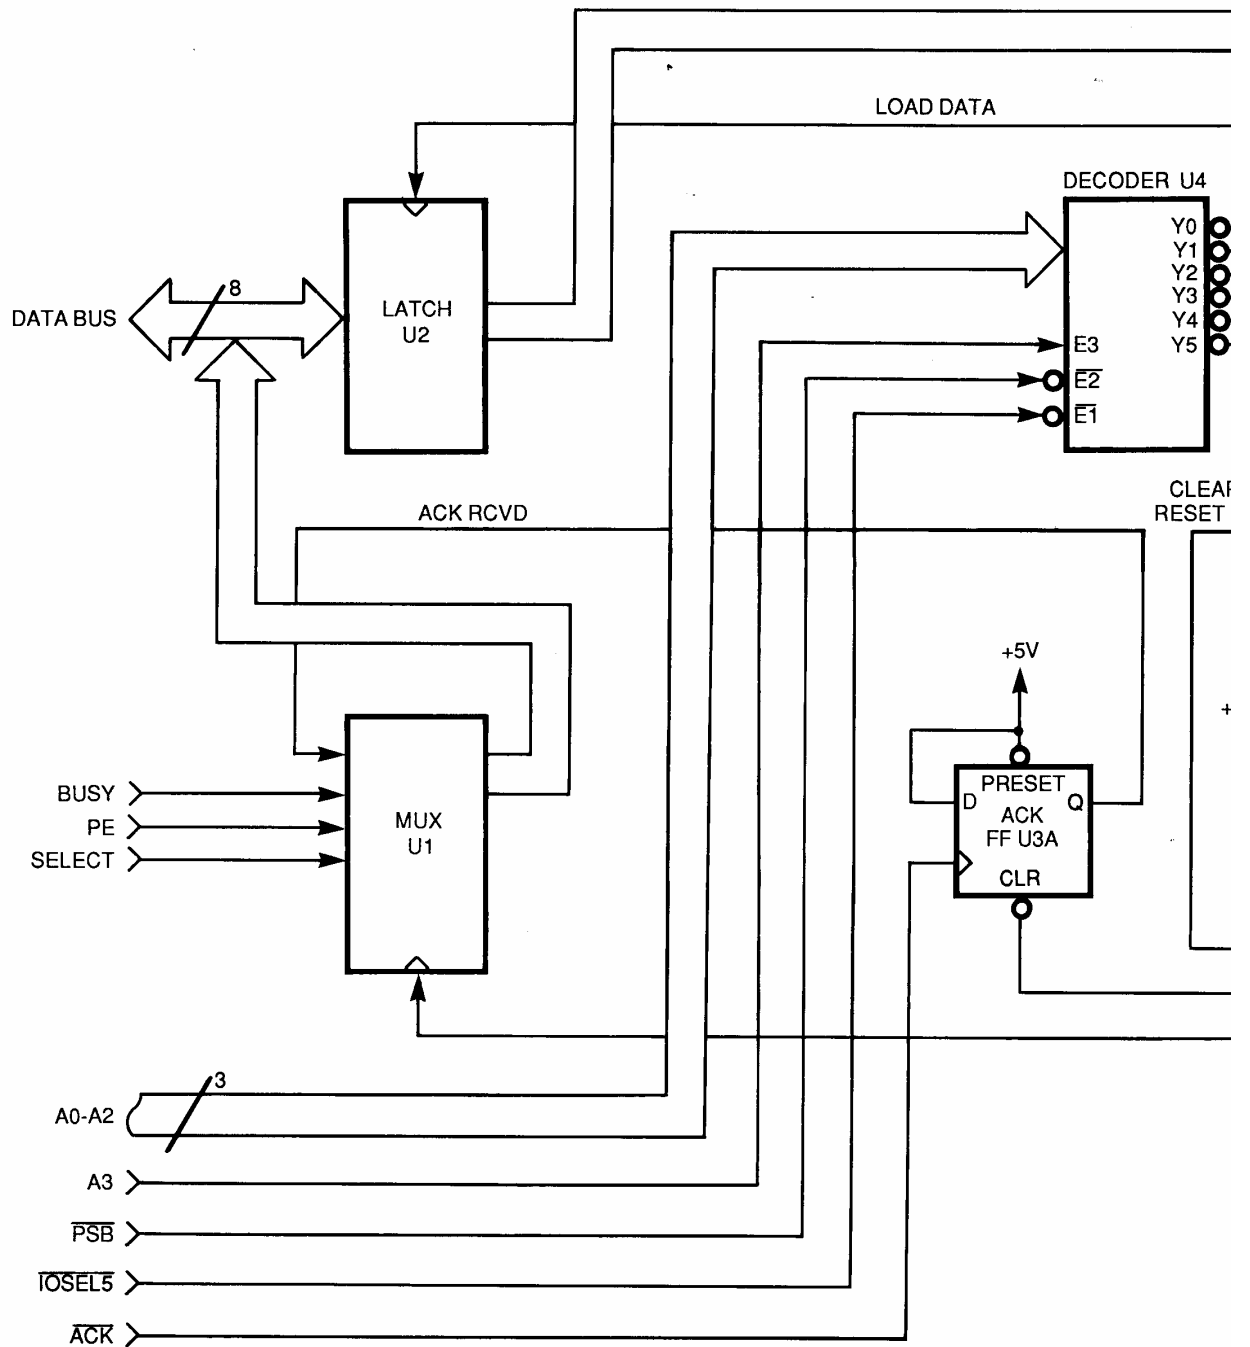 LOAD DATA
DECODER U4
Y0
Y1
Y2
Y3
Y4
Y5
E3
E2
E1
8
DATA BUS
LATCH
U2
ACK RCVD
RESET
+5V
+
PRESET
D
Q
ACK
FF U3A
CLR
BUSY
PE
SELECT
MUX
U1
3
A0-A2
A3
PSB
IOSEL5
ACK